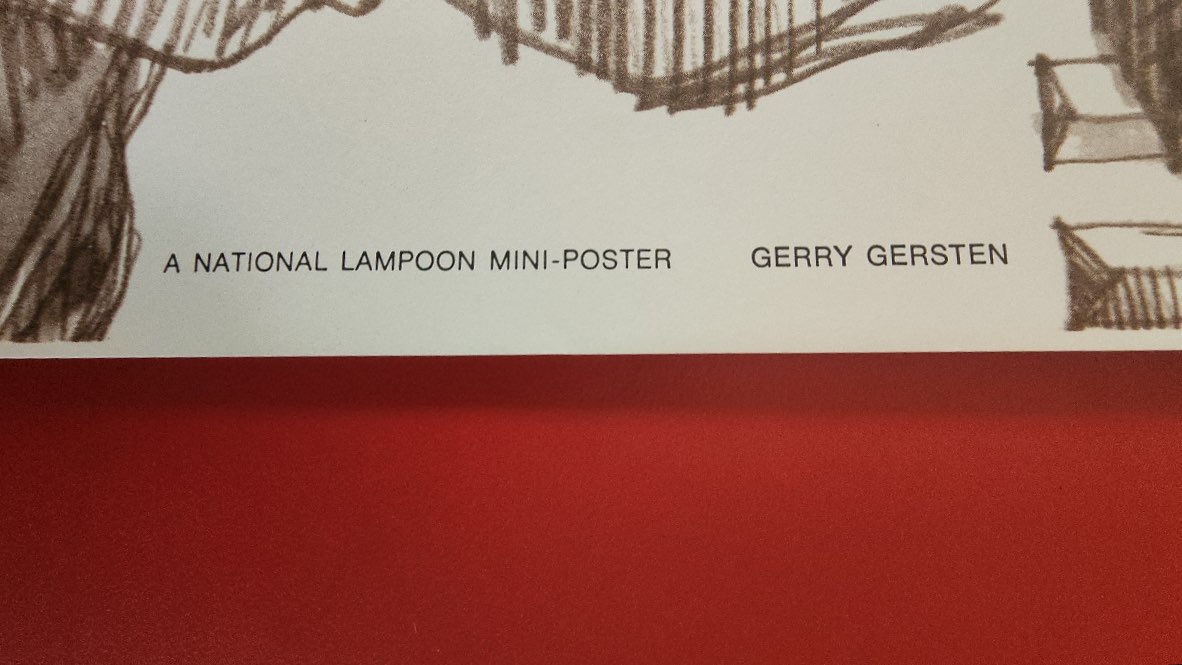 A NATIONAL LAMPOON MINI-POSTER GERRY GERSTEN